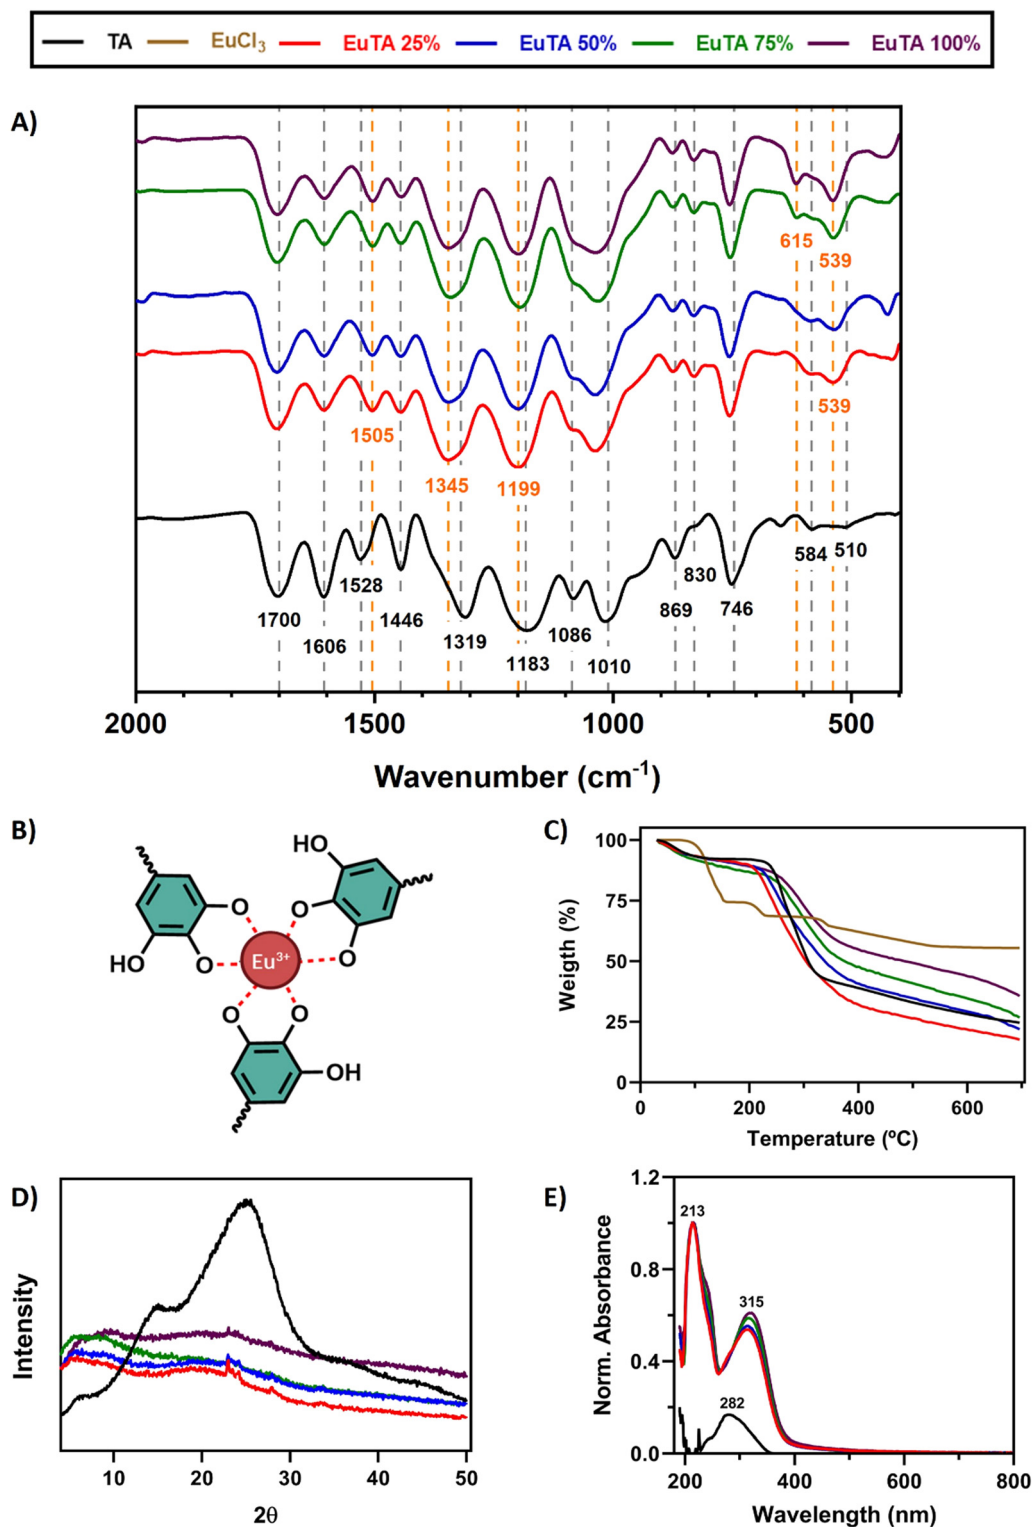 TA EuCl3 EuTA 25% EuTA 50% EuTA 75% EuTA 100%
A)
615
539
539
1505
1345
1199
1528
584
510
830
1700
1446
869
746
1606
1319
1086
1183
1010
2000
1500
1000
500
Wavenumber (cm-1)
B)
HO
O
O
O
Eu3+
O
HO
O
O
OH
C)
100
75
50
25
0
Weigth (%)
0
200
400
600
Temperature (ºC)
D)
Intensity
10
20
30
40
50
2θ
E)
1.2
0.8
0.4
0.0
Norm. Absorbance
213
315
282
200
400
600
800
Wavelength (nm)